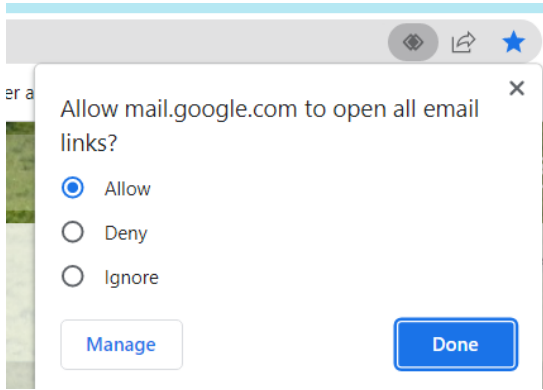 er a
Allow mail.google.com to open all email
links?
Allow
Deny
Ignore
Manage
Done